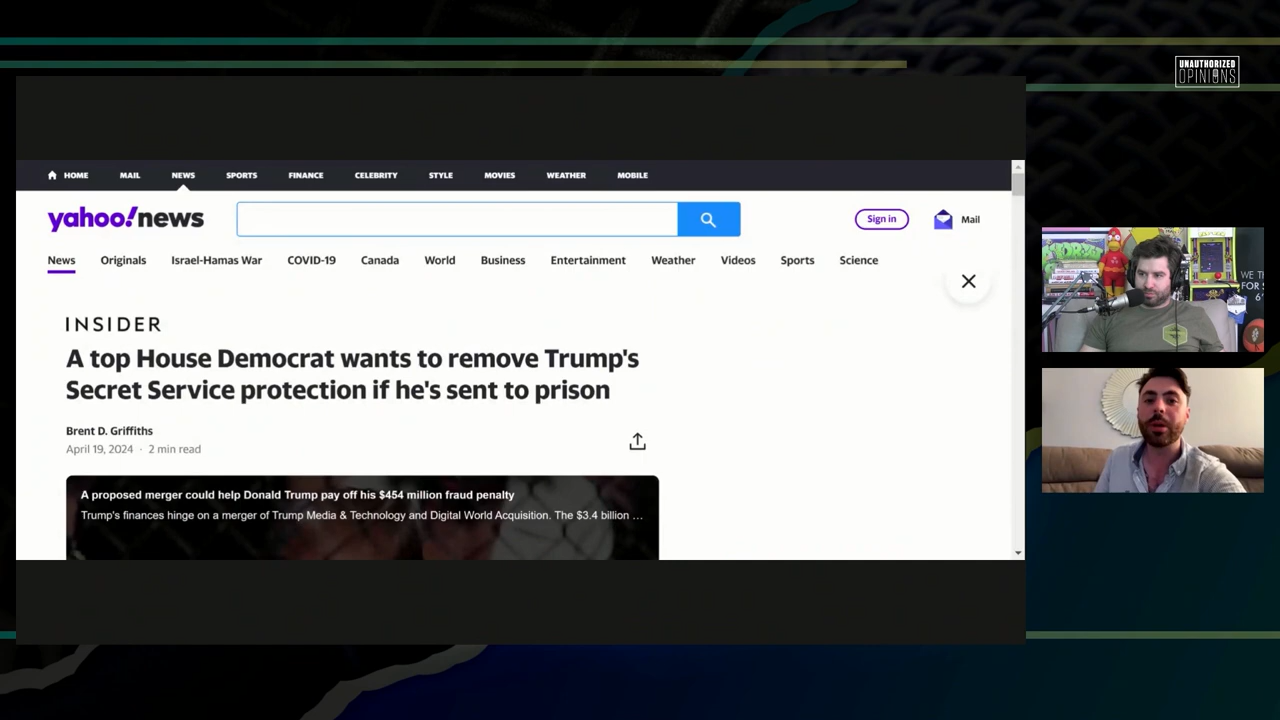 UNAUTHORIZED
OPINIONS
HOME MAIL NEWS SPORTS FINANCE CELEBRITY STYLE MOVIES WEATHER MOBILE
yahoo!news
Sign in
Mail
News Originals Israel-Hamas War COVID-19 Canada World Business Entertainment Weather Videos Sports Science
INSIDER
A top House Democrat wants to remove Trump's
Secret Service protection if he's sent to prison
Brent D. Griffiths
April 19, 2024 · 2 min read
A proposed merger could help Donald Trump pay off his $454 million fraud penalty
Trump's finances hinge on a merger of Trump Media & Technology and Digital World Acquisition. The $3.4 billion ...
WE
FOR
6'